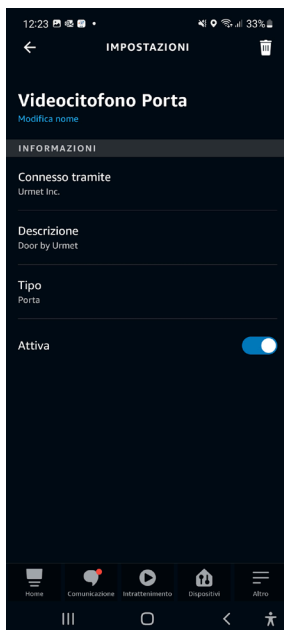 12:23
33%
IMPOSTAZIONI
Videocitofono Porta
Modifica nome
INFORMAZIONI
Connesso tramite
Urmet Inc.
Descrizione
Door by Urmet
Tipo
Porta
Attiva
Home Comunicazione Intrattenimento Dispositivi Altro